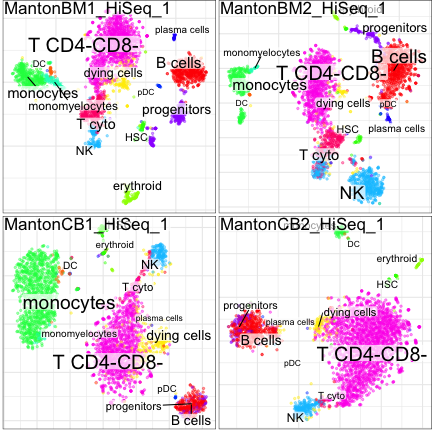 MantonBM1_HiSeq_1
T CD4-CD8-
plasma cells
DC
dying cells
B cells
monocytes
pDC
monomyelocytes
progenitors
T cyto
HSC
NK
erythroid
MantonBM2_HiSeq_1
progenitors
monomyelocytes
B cells
T CD4-CD8-
monocytes
DC
dying cells
pDC
plasma cells
HSC
T cyto
NK
MantonCB1_HiSeq_1
erythroid
DC
NK
T cyto
monocytes
plasma cells
monomyelocytes
dying cells
T CD4-CD8-
pDC
progenitors
B cells
MantonCB2_HiSeq_1
DC
erythroid
HSC
progenitors
dying cells
plasma cells
B cells
T CD4-CD8-
pDC
T cyto
NK